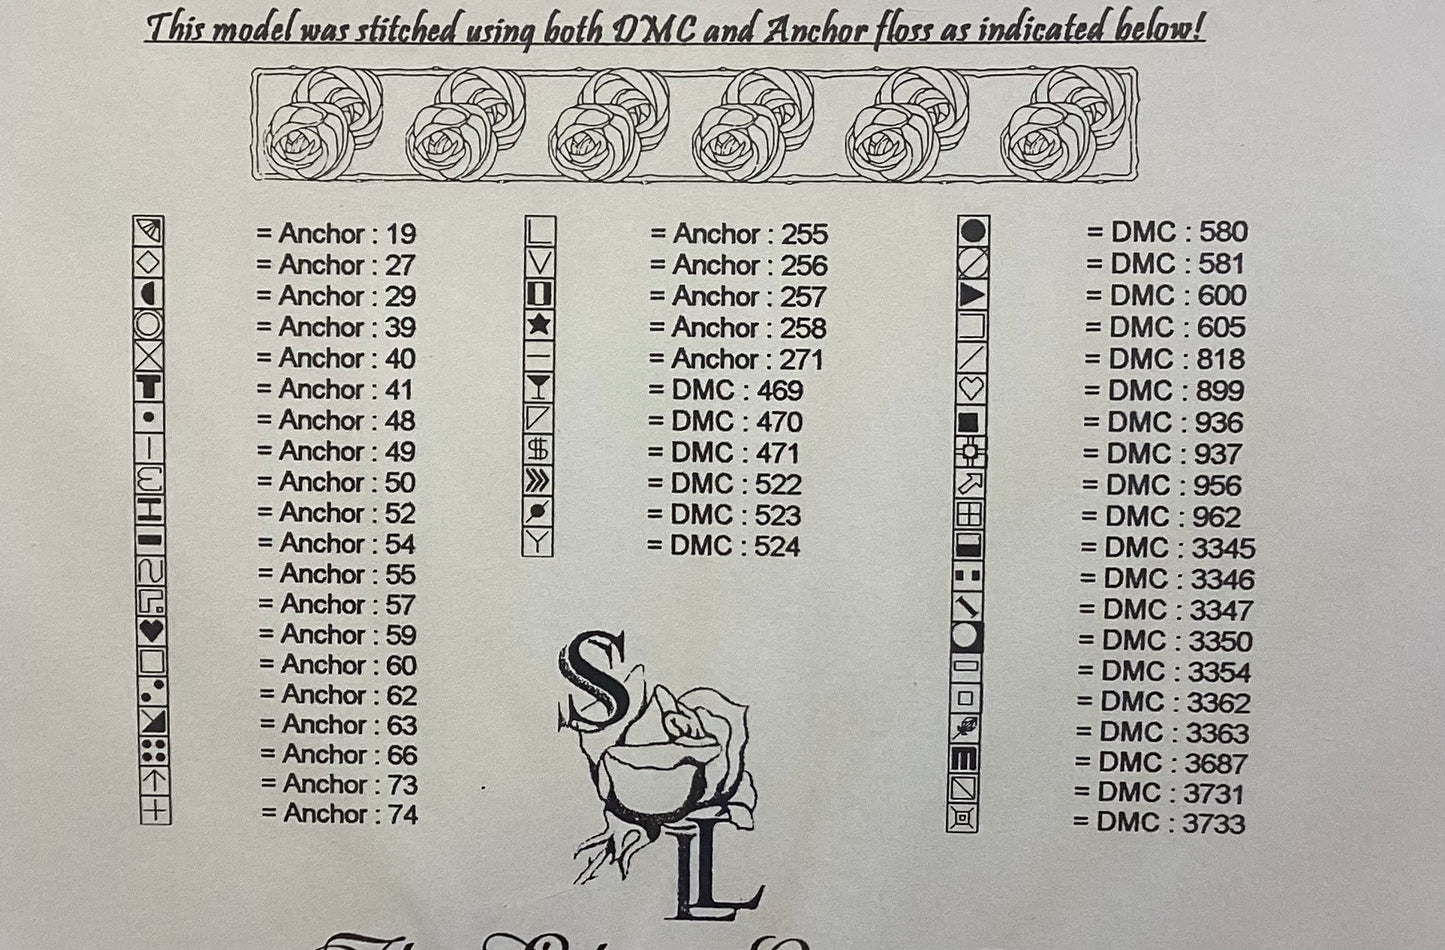 This model was stitched using both DMC and Anchor floss as indicated below!
= Anchor : 19
= Anchor : 27
= Anchor : 29
= Anchor : 39
= Anchor : 40
= Anchor : 41
= Anchor : 48
= Anchor : 49
= Anchor : 50
= Anchor : 52
= Anchor : 54
= Anchor : 55
= Anchor : 57
= Anchor : 59
= Anchor : 60
= Anchor : 62
= Anchor : 63
= Anchor : 66
= Anchor : 73
= Anchor : 74
= Anchor : 255
= Anchor : 256
= Anchor : 257
= Anchor : 258
= Anchor : 271
= DMC : 469
= DMC : 470
$ = DMC : 471
= DMC : 522
= DMC : 523
= DMC : 524
= DMC : 580
= DMC : 581
= DMC : 600
= DMC : 605
= DMC : 818
= DMC : 899
= DMC : 936
= DMC : 937
= DMC : 956
= DMC : 962
= DMC : 3345
= DMC : 3346
= DMC : 3347
= DMC : 3350
= DMC : 3354
= DMC : 3362
= DMC : 3363
= DMC : 3687
= DMC : 3731
= DMC : 3733
S
L